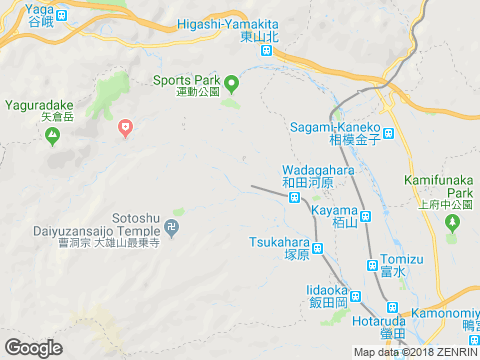 Yaga
谷峨
Higashi-Yamakita
東山北
Sports Park
運動公園
Yaguradake
矢倉岳
Sagami-Kaneko
相模金子
Wadagahara
和田河原
Kamifunaka
Park
上府中公園
Kayama
栢山
Sotoshu
Daiyuzansaijo Temple
曹洞宗 大雄山最乗寺
Tsukahara
塚原
Tomizu
富水
Iidaoka
飯田岡
Kamonomiy
鴨宮
Hotaruda
螢田
Google
Map data ©2018 ZENRIN